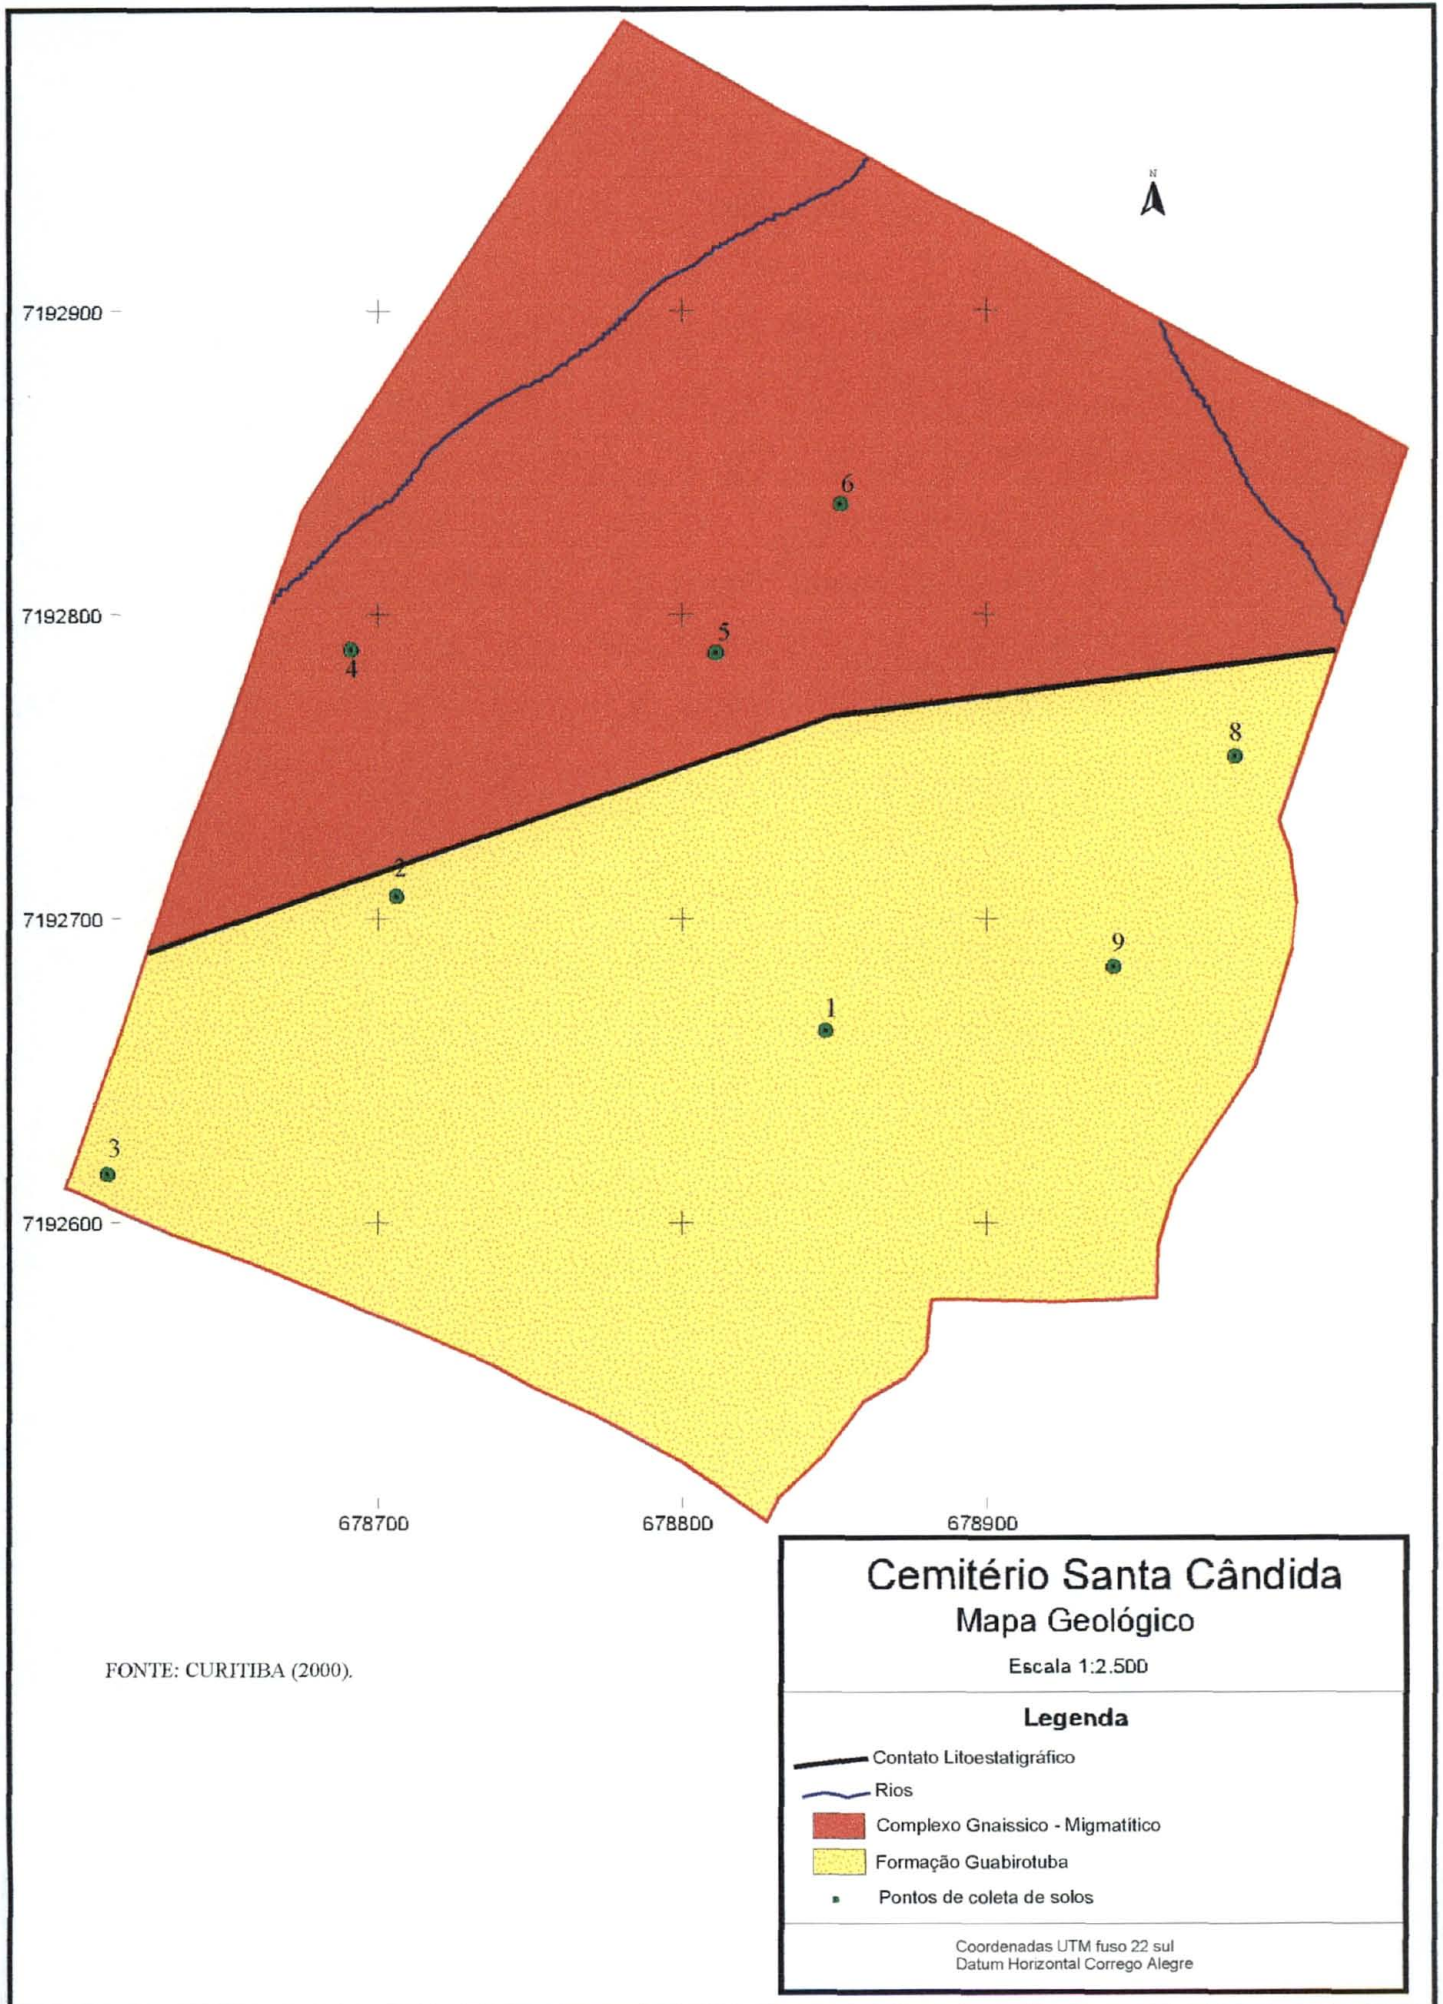 N
7192900
6
7192800
5
4
8
2
7192700
9
1
3
7192600
678700 678800 678900
Cemitério Santa Cândida
Mapa Geológico
Escala 1:2.500
FONTE: CURITIBA (2000).
Legenda
Contato Litoestatigráfico
Rios
Complexo Gnaissico - Migmatítico
Formação Guabirotuba
Pontos de coleta de solos
Coordenadas UTM fuso 22 sul
Datum Horizontal Corrego Alegre